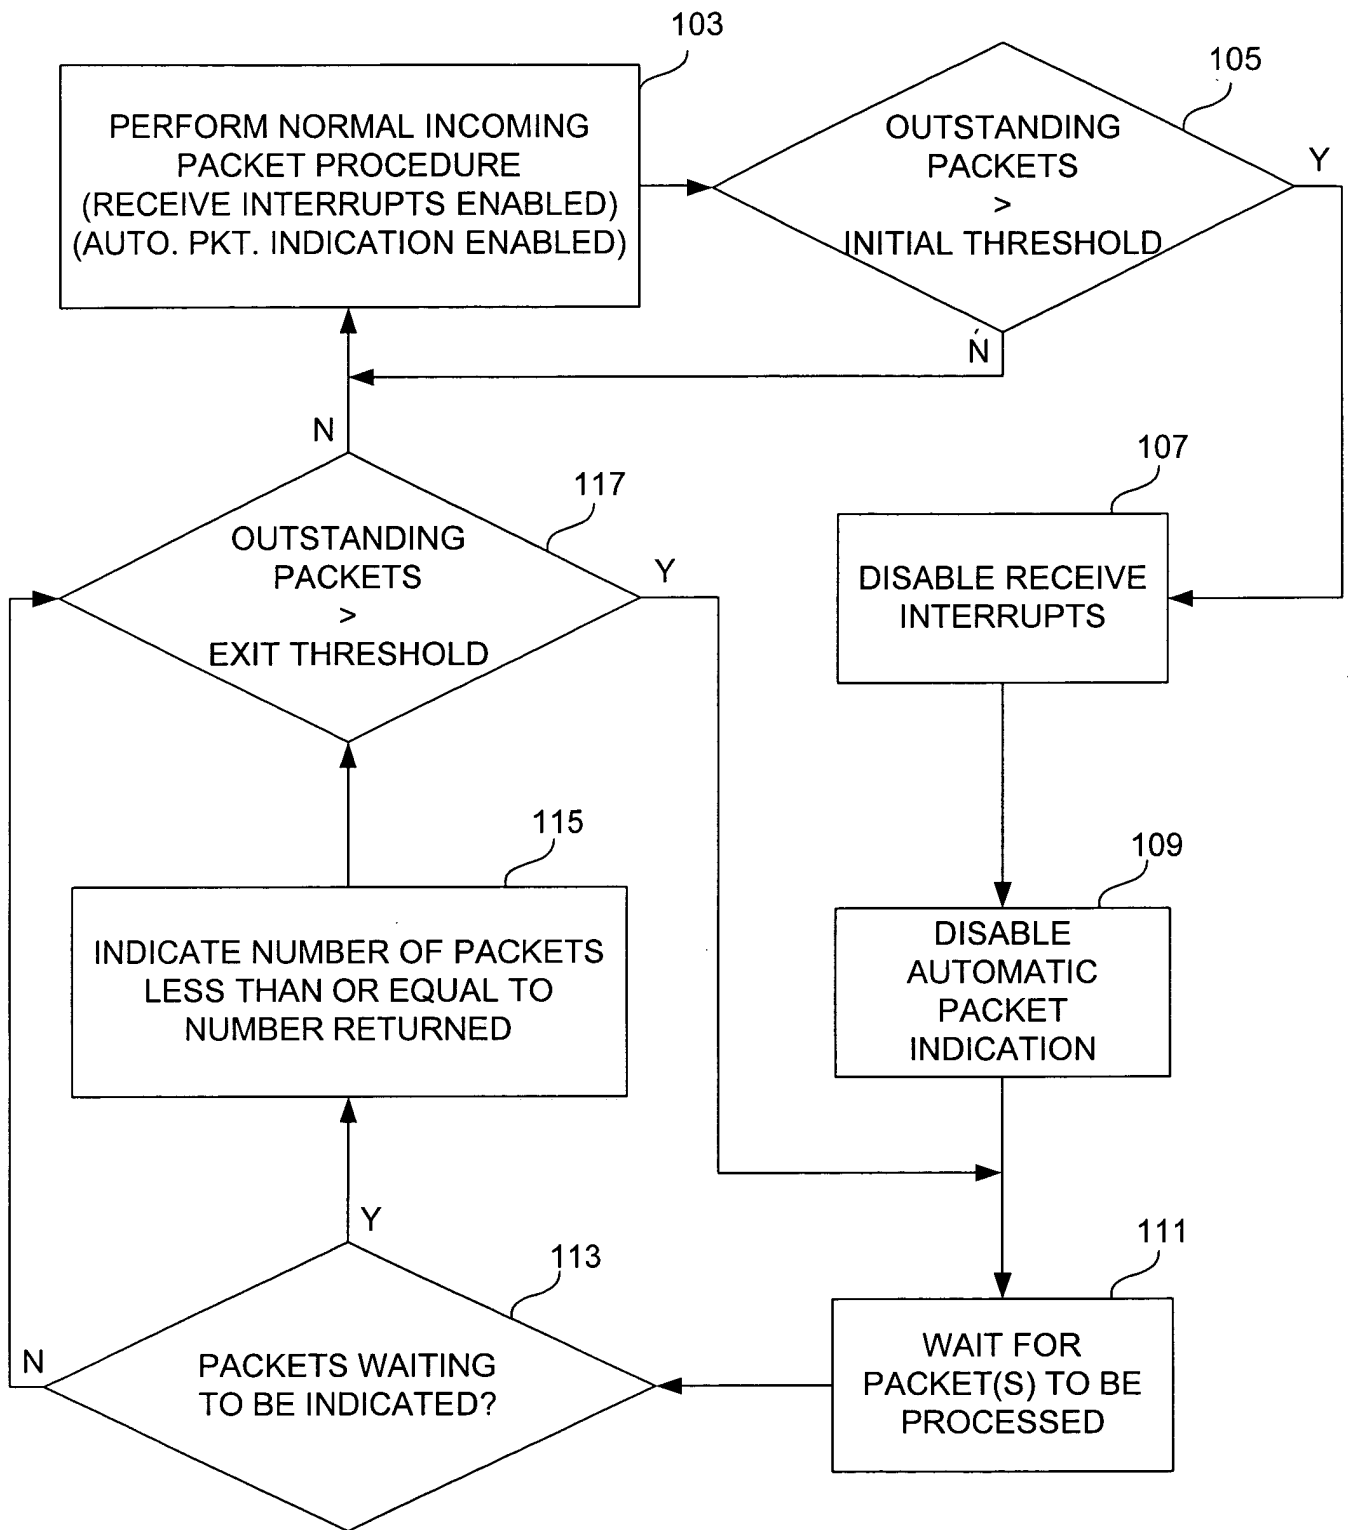 103
PERFORM NORMAL INCOMING
PACKET PROCEDURE
(RECEIVE INTERRUPTS ENABLED)
(AUTO. PKT. INDICATION ENABLED)
105
OUTSTANDING
PACKETS
>
INITIAL THRESHOLD
Y
N
N
117
OUTSTANDING
PACKETS
>
EXIT THRESHOLD
Y
107
DISABLE RECEIVE
INTERRUPTS
115
INDICATE NUMBER OF PACKETS
LESS THAN OR EQUAL TO
NUMBER RETURNED
109
DISABLE
AUTOMATIC
PACKET
INDICATION
Y
113
PACKETS WAITING
TO BE INDICATED?
N
111
WAIT FOR
PACKET(S) TO BE
PROCESSED